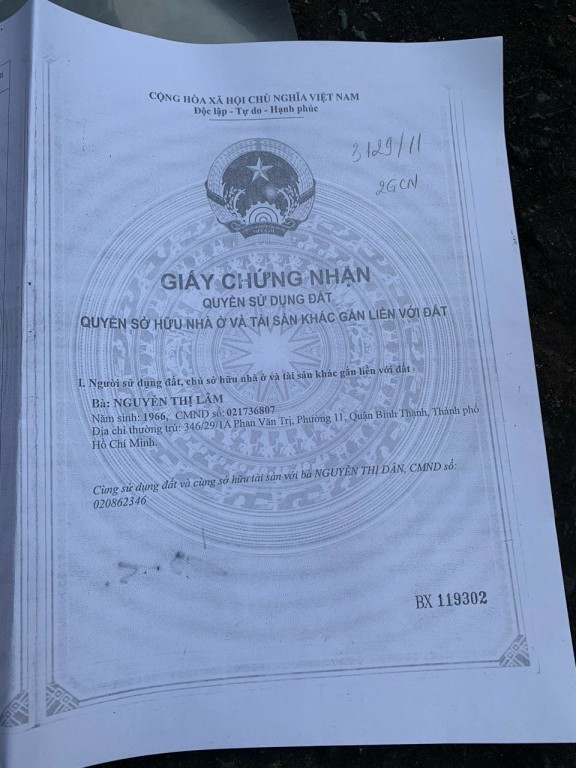 CỘNG HÒA XÃ HỘI CHỦ NGHĨA VIỆT NAM
Độc lập - Tự do - Hạnh phúc
3129/11
2GCN
GIẤY CHỨNG NHẬN
QUYỀN SỬ DỤNG ĐẤT
QUYỀN SỞ HỮU NHÀ Ở VÀ TÀI SẢN KHÁC GẮN LIỀN VỚI ĐẤT
I. Người sử dụng đất, chủ sở hữu nhà ở và tài sản khác gắn liền với đất
Bà: NGUYỄN THỊ LÂM
Năm sinh: 1966, CMND số: 021736807
Địa chỉ thường trú: 346/29/1A Phan Văn Trị, Phường 11, Quận Bình Thạnh, Thành phố
Hồ Chí Minh.
Cùng sử dụng đất và cùng sở hữu tài sản với bà NGUYỄN THỊ DÂN, CMND số:
020862346
BX 119302